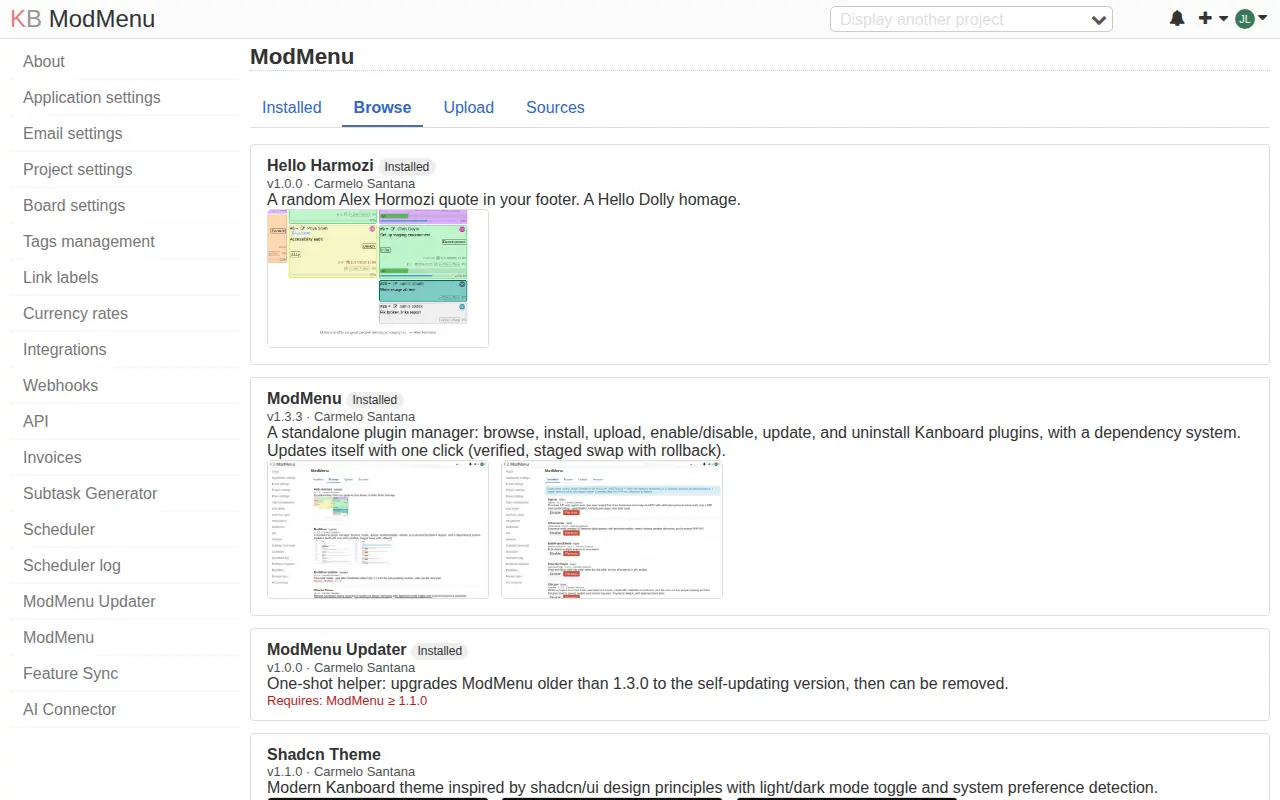 KB ModMenu
Display another project
JL
About
Application settings
Email settings
Project settings
Board settings
Tags management
Link labels
Currency rates
Integrations
Webhooks
API
Invoices
Subtask Generator
Scheduler
Scheduler log
ModMenu Updater
ModMenu
Feature Sync
AI Connector
ModMenu
Installed Browse Upload Sources
Hello Harmozi Installed
v1.0.0 · Carmelo Santana
A random Alex Hormozi quote in your footer. A Hello Dolly homage.
ModMenu Installed
v1.3.3 · Carmelo Santana
A standalone plugin manager: browse, install, upload, enable/disable, update, and uninstall Kanboard plugins, with a dependency system.
Updates itself with one click (verified, staged swap with rollback).
ModMenu Updater Installed
v1.0.0 · Carmelo Santana
One-shot helper: upgrades ModMenu older than 1.3.0 to the self-updating version, then can be removed.
Requires: ModMenu ≥ 1.1.0
Shadcn Theme
v1.1.0 · Carmelo Santana
Modern Kanboard theme inspired by shadcn/ui design principles with light/dark mode toggle and system preference detection.